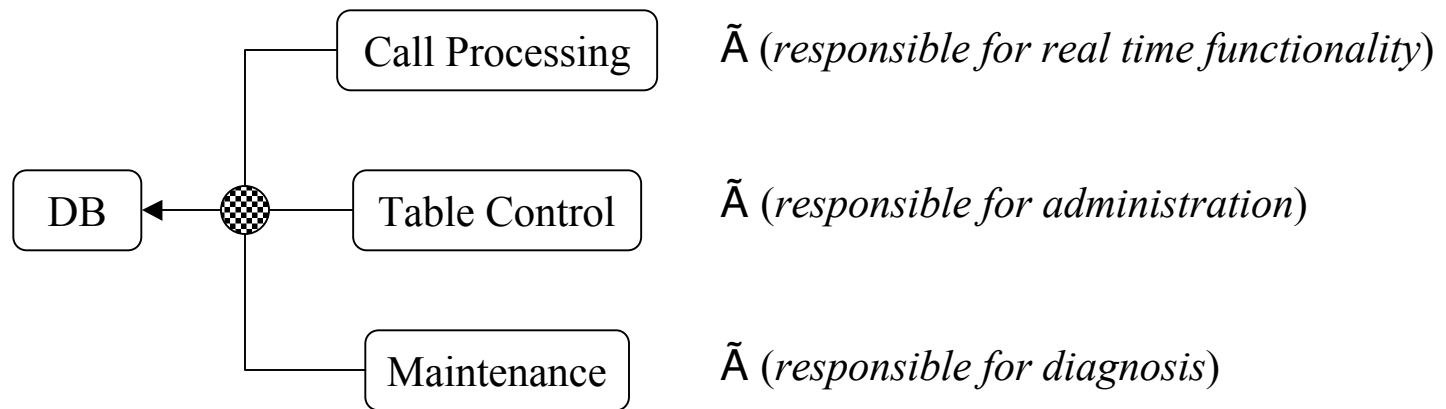 Call Processing Ã (responsible for real time functionality)
DB Table Control Ã (responsible for administration)
Maintenance Ã (responsible for diagnosis)